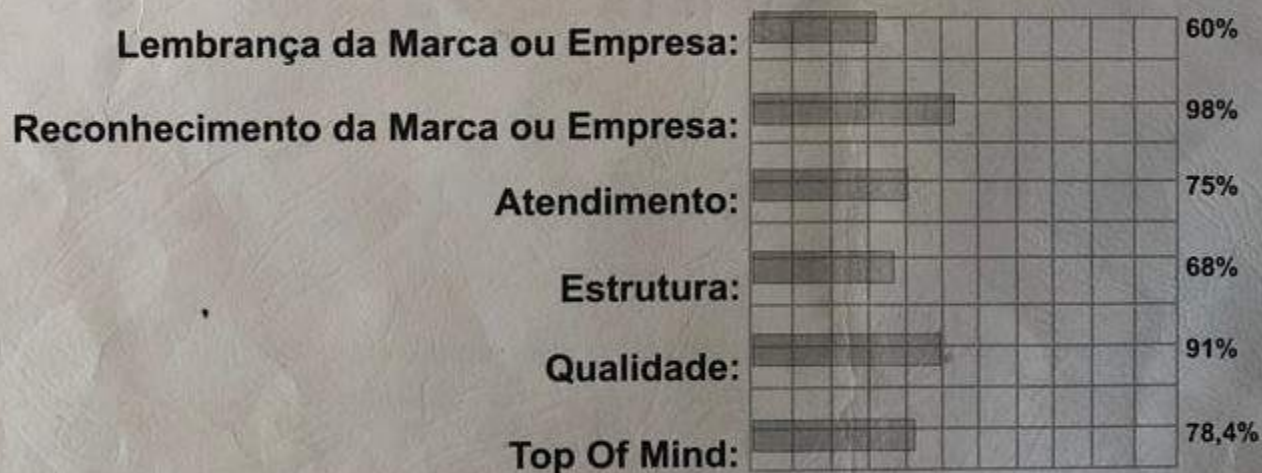 Lembrança da Marca ou Empresa: 60%
Reconhecimento da Marca ou Empresa: 98%
Atendimento: 75%
Estrutura: 68%
Qualidade: 91%
Top Of Mind: 78,4%